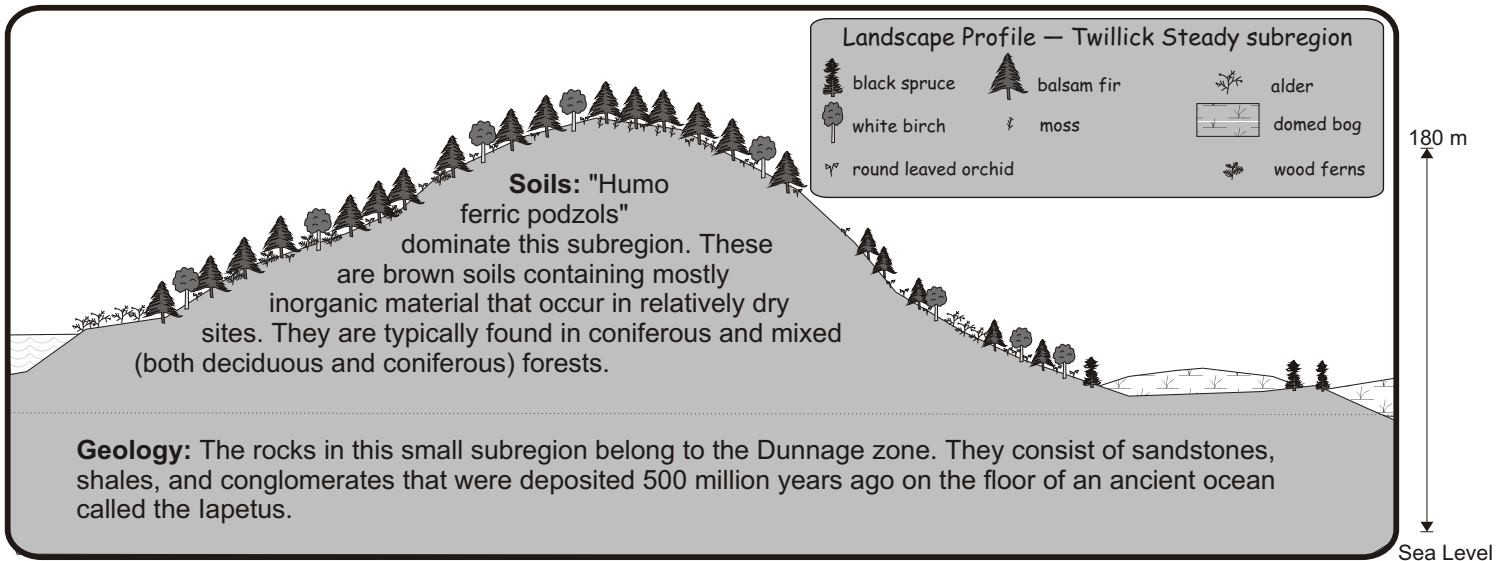 Landscape Profile — Twillick Steady subregion
black spruce
balsam fir
alder
white birch
moss
domed bog
round leaved orchid
wood ferns
180 m
Soils: "Humo
ferric podzols"
dominate this subregion. These
are brown soils containing mostly
inorganic material that occur in relatively dry
sites. They are typically found in coniferous and mixed
(both deciduous and coniferous) forests.
Geology: The rocks in this small subregion belong to the Dunnage zone. They consist of sandstones,
shales, and conglomerates that were deposited 500 million years ago on the floor of an ancient ocean
called the Iapetus.
Sea Level